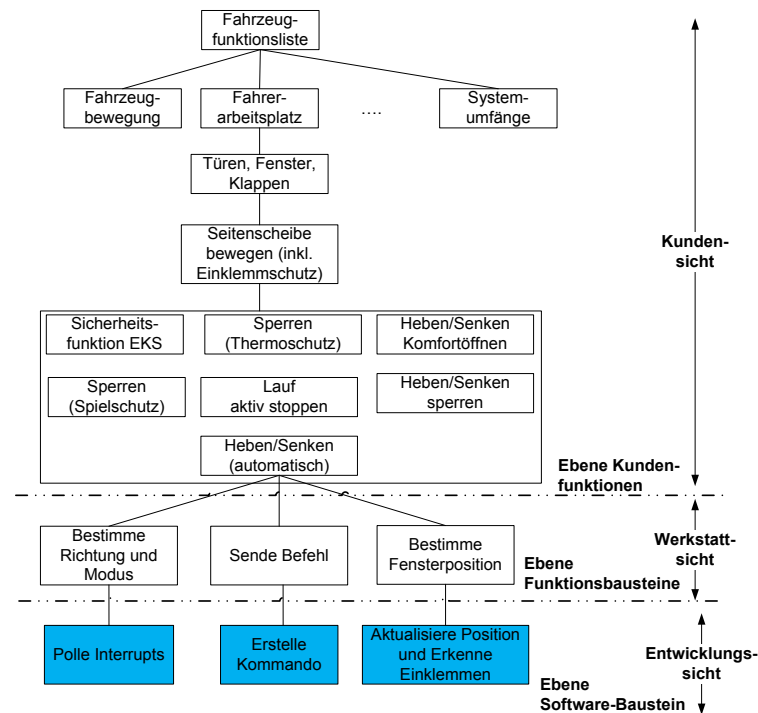 Fahrzeug-
funktionsliste
Fahrzeug-
bewegung
Fahrer-
arbeitsplatz
....
System-
umfänge
Türen, Fenster,
Klappen
Seitenscheibe
bewegen (inkl.
Einklemmschutz)
Kunden-
sicht
Sicherheits-
funktion EKS
Sperren
(Thermoschutz)
Heben/Senken
Komfortöffnen
Sperren
(Spielschutz)
Lauf
aktiv stoppen
Heben/Senken
sperren
Heben/Senken
(automatisch)
Ebene Kunden-
funktionen
Bestimme
Richtung und
Modus
Sende Befehl
Bestimme
Fensterposition
Ebene
Funktionsbausteine
Werkstatt-
sicht
Polle Interrupts
Erstelle
Kommando
Aktualisiere Position
und Erkenne
Einklemmen
Entwicklungs-
sicht
Ebene
Software-Baustein